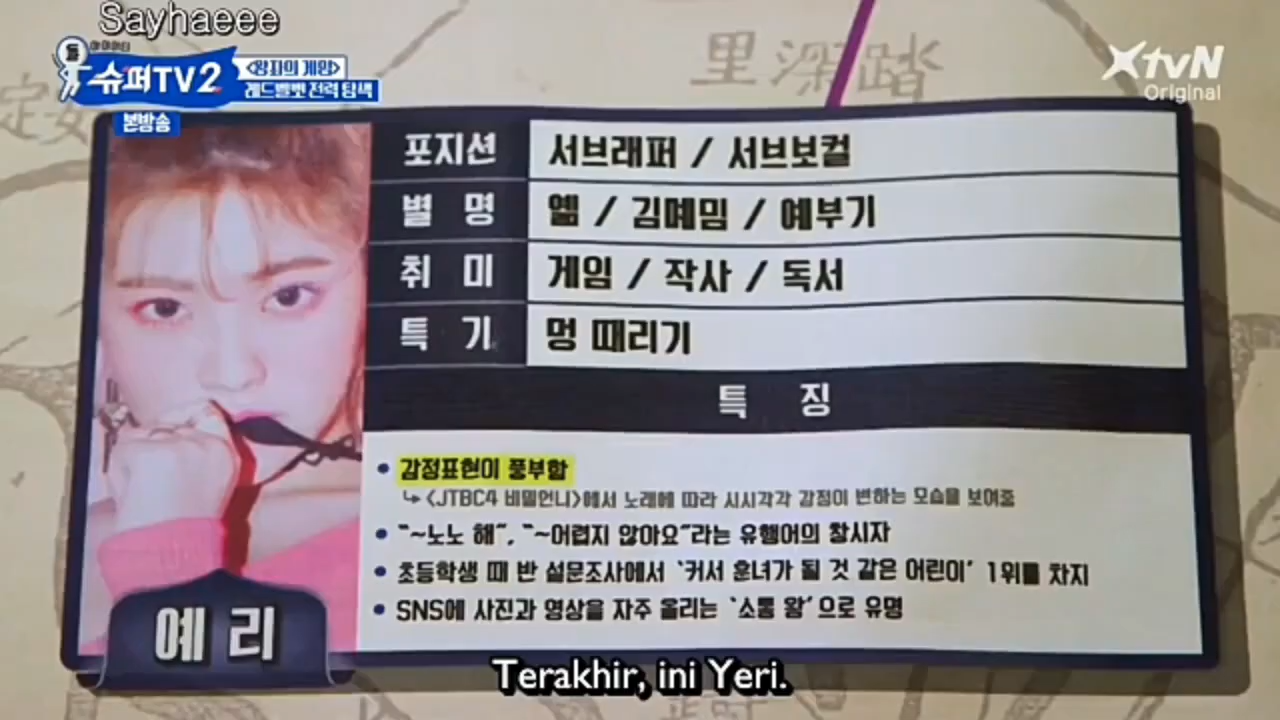 Sayhaeee
슈퍼TV2
<왕좌의 게임>
레드벨벳 전력 탐색
본방송
XtvN
Original
里深踏
포지션 서브래퍼 / 서브보컬
별 명 옒 / 김몌밈 / 예부기
취 미 게임 / 작사 / 독서
특 기 멍 때리기
특 징
• 감정표현이 풍부함
↳ <JTBC4 비밀언니>에서 노래에 따라 시시각각 감정이 변하는 모습을 보여줌
• "~노노 해", "~어렵지 않아요"라는 유행어의 창시자
• 초등학생 때 반 설문조사에서 '커서 훈녀가 될 것 같은 어린이' 1위를 차지
• SNS에 사진과 영상을 자주 올리는 '소통 왕'으로 유명
예리
Terakhir, ini Yeri.